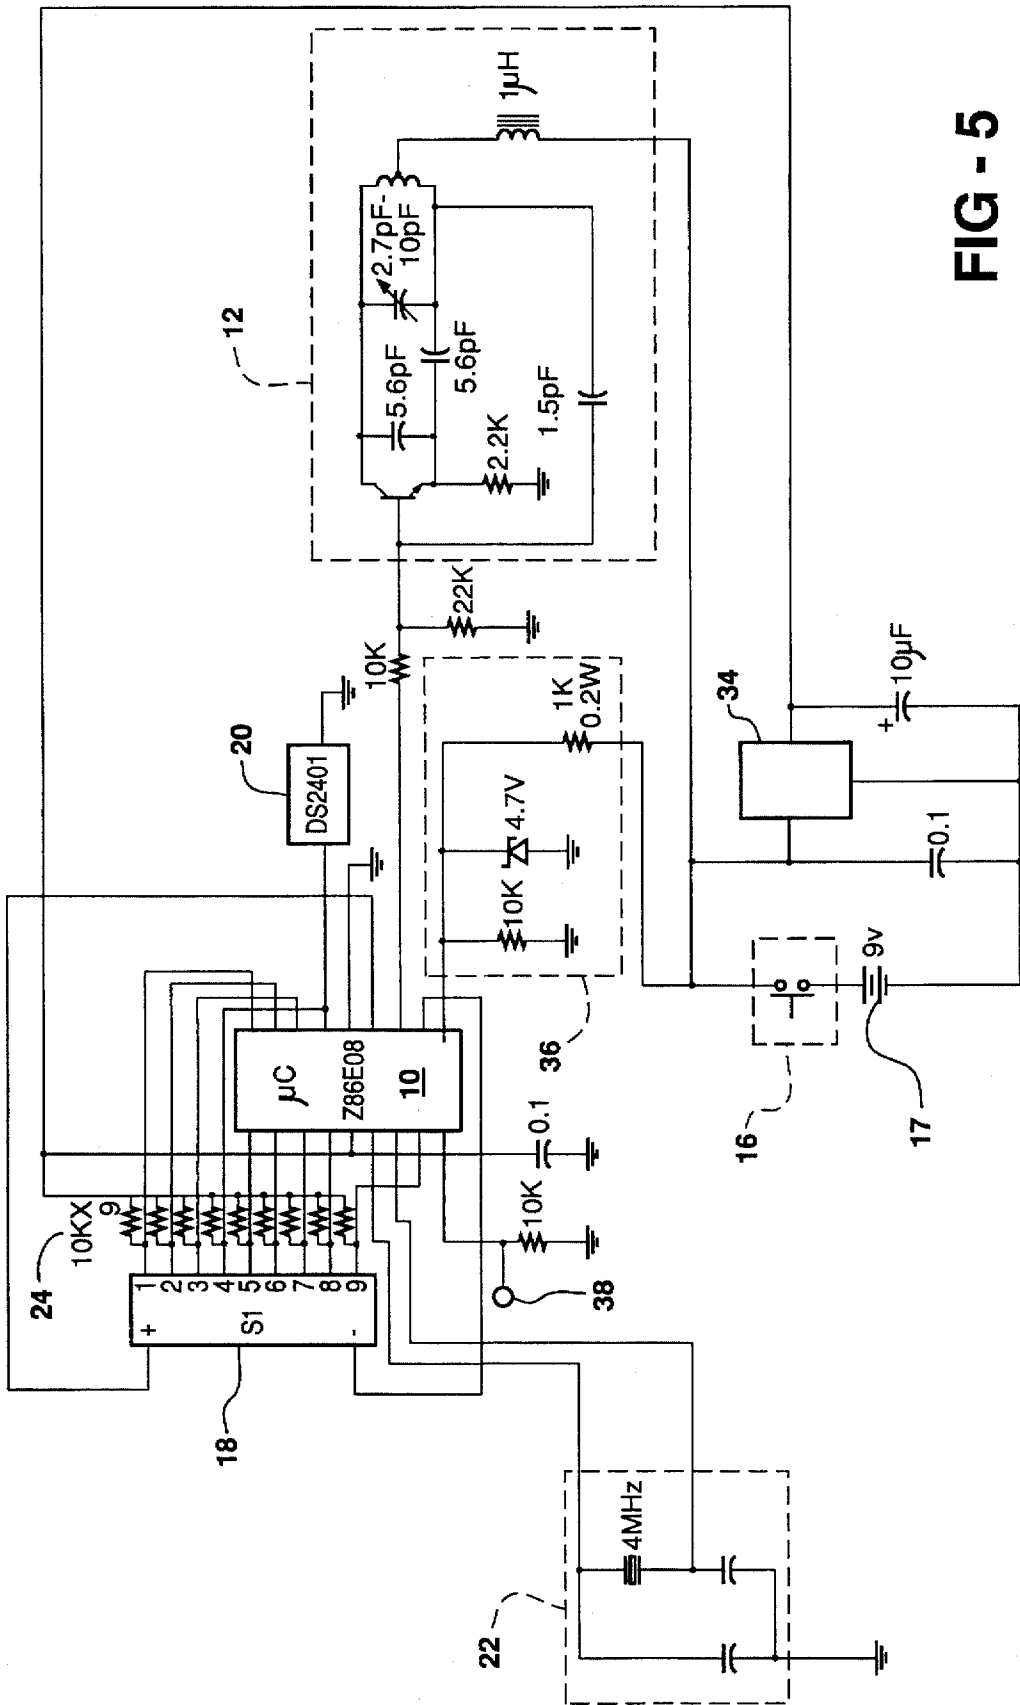 12
1µH
2.7pF-
10pF
5.6pF
5.6pF
2.2K
1.5pF
FIG - 5
20
DS2401
10K
22K
1K
0.2W
4.7V
10K
36
34
10µF
+
0.1
µC
Z86E08
10
0.1
16
9v
17
24
10KX
9
1
2
3
4
5
6
7
8
9
+
S1
-
18
10K
38
4MHz
22